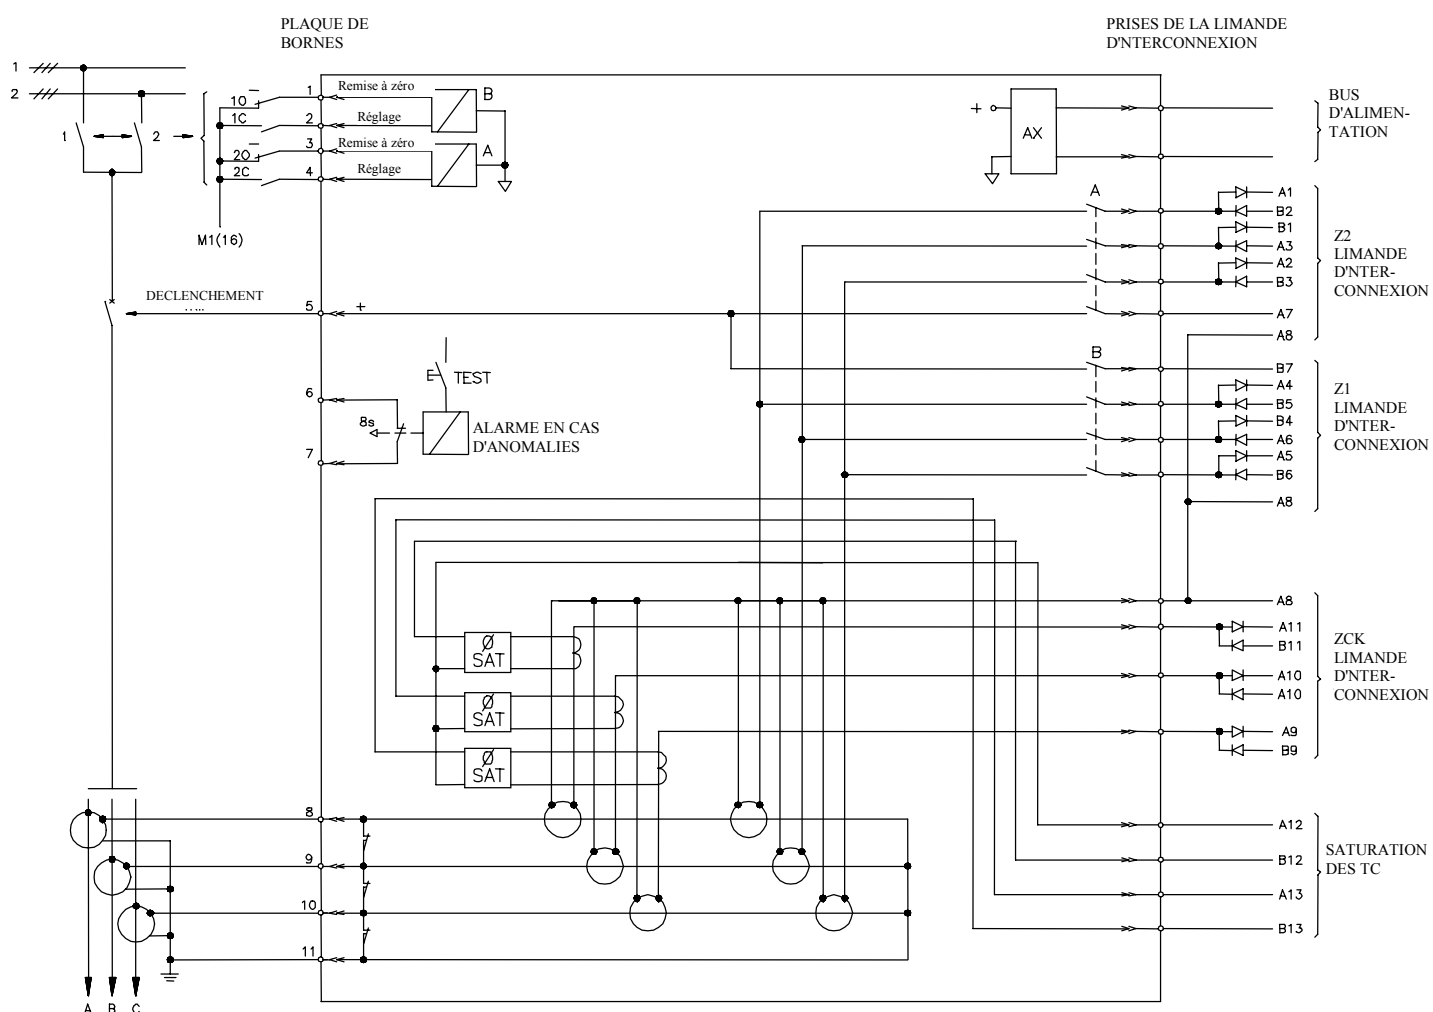 PLAQUE DE
BORNES
PRISES DE LA LIMANDE
D'NTERCONNEXION
1
2
1
2
1O
1C
2O
2C
M1(16)
1
Remise à zéro
2
Réglage
3
Remise à zéro
4
Réglage
B
A
+
AX
BUS
D'ALIMEN-
TATION
A
A1
B2
B1
A3
A2
B3
A7
A8
Z2
LIMANDE
D'NTER-
CONNEXION
DECLENCHEMENT
.....
5
+
B
B7
A4
B5
B4
A6
A5
B6
A8
Z1
LIMANDE
D'NTER-
CONNEXION
TEST
6
8s
7
ALARME EN CAS
D'ANOMALIES
Ø
SAT
Ø
SAT
Ø
SAT
A8
A11
B11
A10
A10
A9
B9
ZCK
LIMANDE
D'NTER-
CONNEXION
8
9
10
11
A12
B12
A13
B13
SATURATION
DES TC
A B C